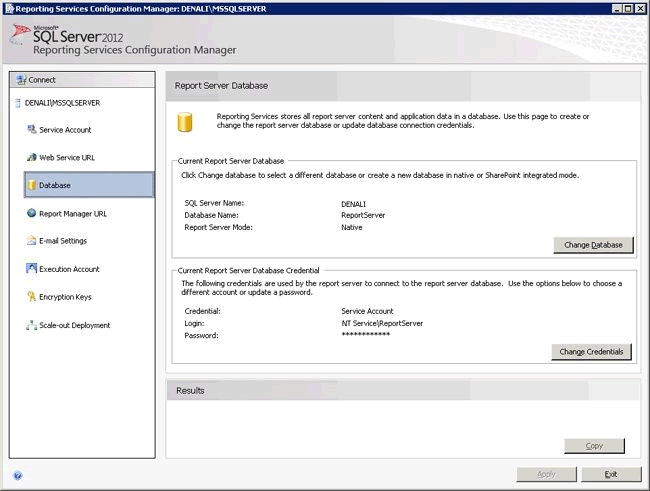 Reporting Services Configuration Manager: DENALI\MSSQLSERVER
Microsoft
SQL Server 2012
Reporting Services Configuration Manager
Connect
DENALI\MSSQLSERVER
Service Account
Web Service URL
Database
Report Manager URL
E-mail Settings
Execution Account
Encryption Keys
Scale-out Deployment
Report Server Database
Reporting Services stores all report server content and application data in a database. Use this page to create or
change the report server database or update database connection credentials.
Current Report Server Database
Click Change database to select a different database or create a new database in native or SharePoint integrated mode.
SQL Server Name: DENALI
Database Name: ReportServer
Report Server Mode: Native
Change Database
Current Report Server Database Credential
The following credentials are used by the report server to connect to the report server database. Use the options below to choose a
different account or update a password.
Credential: Service Account
Login: NT Service\ReportServer
Password: ************
Change Credentials
Results
Copy
Apply
Exit